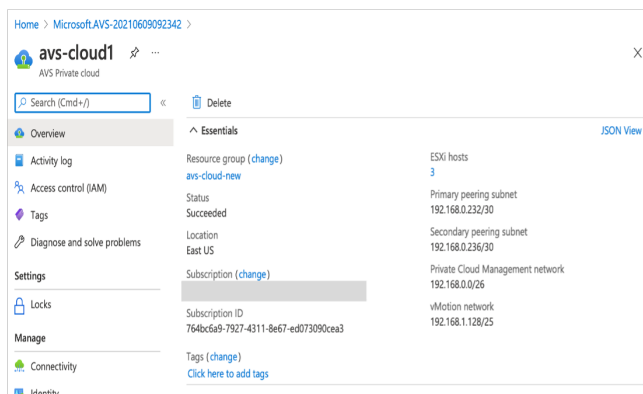 Home > Microsoft.AVS-20210609092342 >
avs-cloud1 ...
AVS Private cloud
X
Search (Cmd+/)
«
Delete
Overview
Essentials
JSON View
Activity log
Access control (IAM)
Tags
Diagnose and solve problems
Settings
Locks
Manage
Connectivity
Identity
Resource group (change)
avs-cloud-new
Status
Succeeded
Location
East US
Subscription (change)
Subscription ID
764bc6a9-7927-4311-8e67-ed073090cea3
Tags (change)
Click here to add tags
ESXi hosts
3
Primary peering subnet
192.168.0.232/30
Secondary peering subnet
192.168.0.236/30
Private Cloud Management network
192.168.0.0/26
vMotion network
192.168.1.128/25